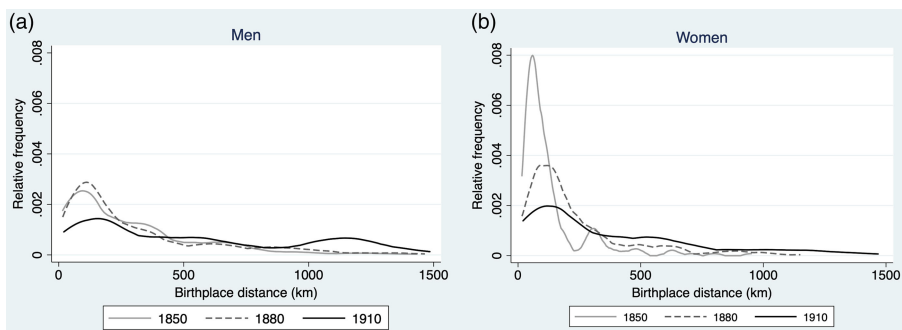 (a)
Men
Relative frequency
.008
.006
.004
.002
0
0 500 1000 1500
Birthplace distance (km)
1850 1880 1910
(b)
Women
Relative frequency
.008
.006
.004
.002
0
0 500 1000 1500
Birthplace distance (km)
1850 1880 1910